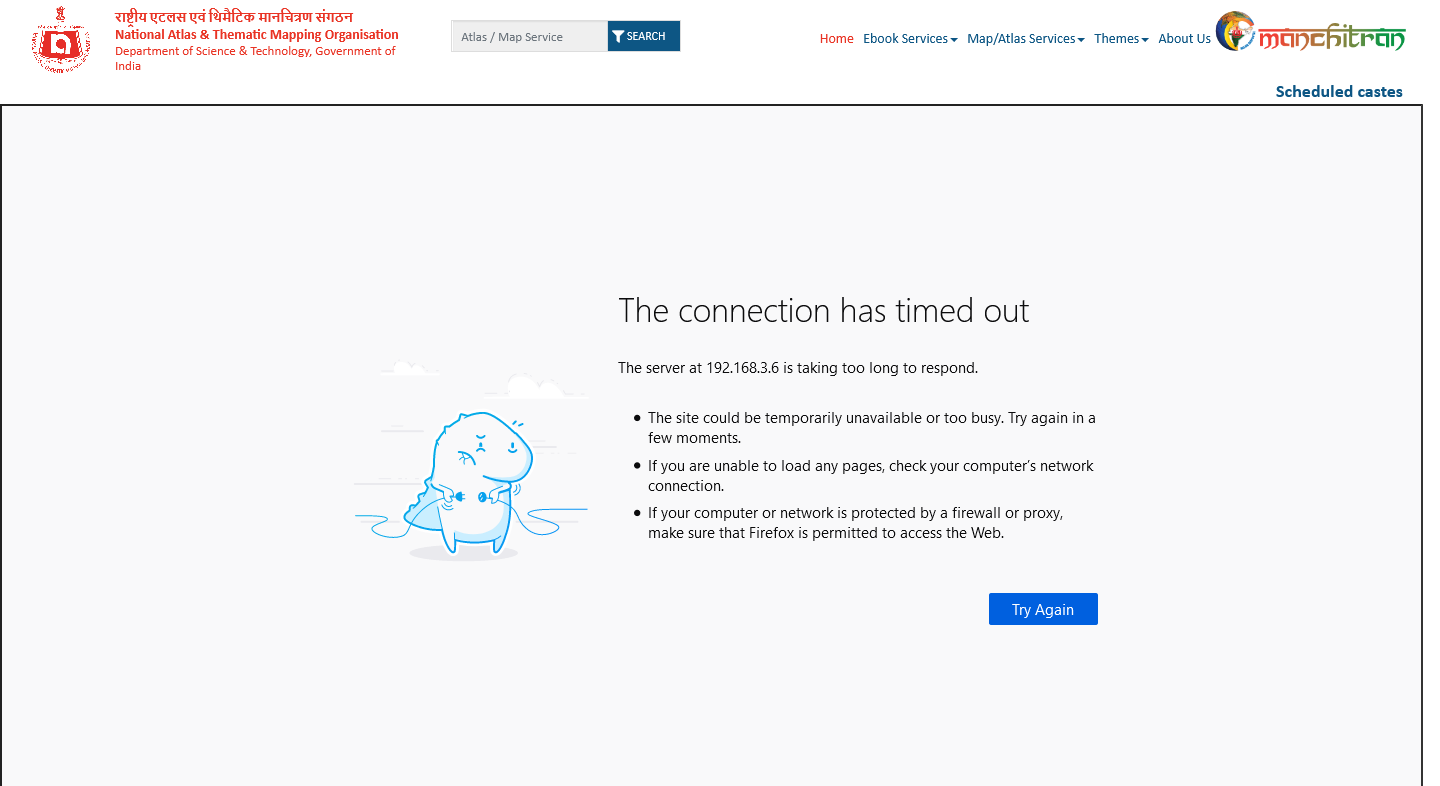 राष्ट्रीय एटलस एवं थिमैटिक मानचित्रण संगठन
National Atlas & Thematic Mapping Organisation
Department of Science & Technology, Government of
India
Atlas / Map Service
SEARCH
Home
Ebook Services
Map/Atlas Services
Themes
About Us
manchitran
Scheduled castes
The connection has timed out
The server at 192.168.3.6 is taking too long to respond.
The site could be temporarily unavailable or too busy. Try again in a
few moments.
If you are unable to load any pages, check your computer’s network
connection.
If your computer or network is protected by a firewall or proxy,
make sure that Firefox is permitted to access the Web.
Try Again